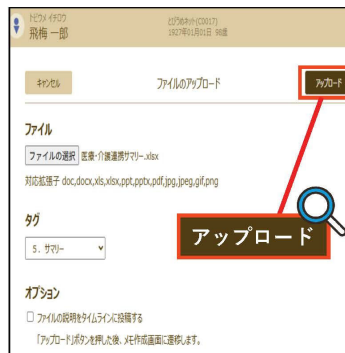 トビウメ イチロウ
飛梅 一郎
とびうめネット(C0017)
1927年01月01日 98歳
キャンセル
ファイルのアップロード
アップロード
ファイル
ファイルの選択 医療・介護連携サマリー.xlsx
対応拡張子 doc,docx,xls,xlsx,ppt,pptx,pdf,jpg,jpeg,gif,png
タグ
5. サマリー
アップロード
オプション
ファイルの説明をタイムラインに投稿する
「アップロード」ボタンを押した後、メモ作成画面に遷移します。